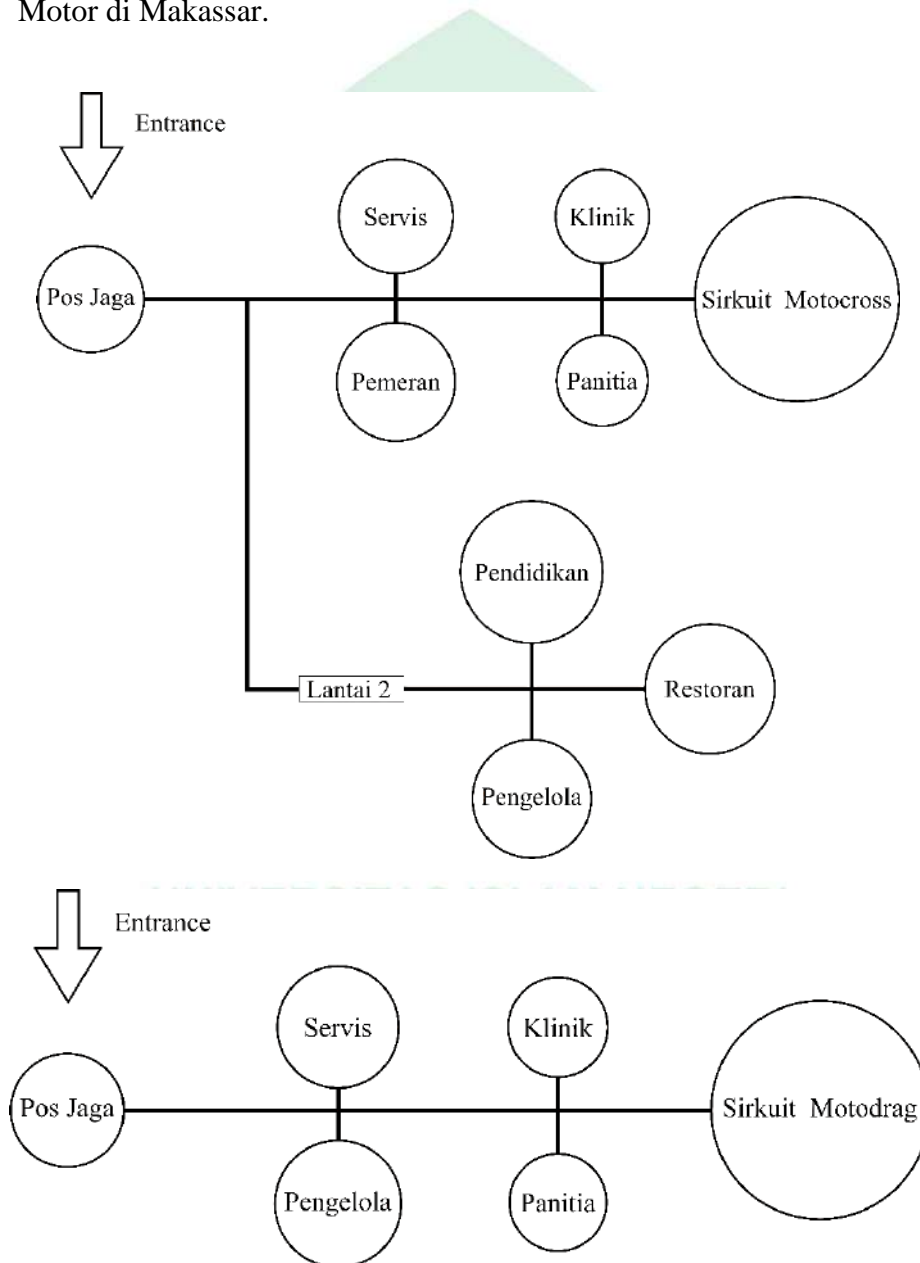 Motor di Makassar.
Entrance
Servis
Klinik
Pos Jaga
Sirkuit Motocross
Pemeran
Panitia
Pendidikan
Lantai 2
Restoran
Pengelola
Entrance
Servis
Klinik
Pos Jaga
Sirkuit Motodrag
Pengelola
Panitia